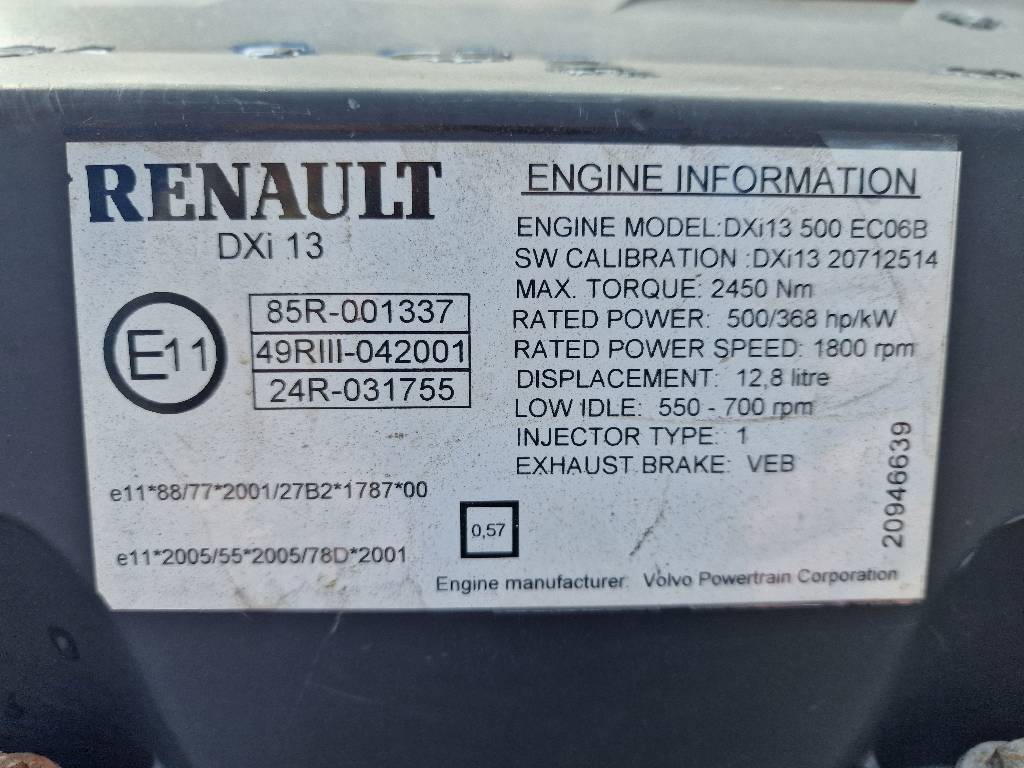 RENAULT
DXi 13
E11
85R-001337
49RIII-042001
24R-031755
e11*88/77*2001/27B2*1787*00
e11*2005/55*2005/78D*2001
0,57
ENGINE INFORMATION
ENGINE MODEL:DXi13 500 EC06B
SW CALIBRATION :DXi13 20712514
MAX. TORQUE: 2450 Nm
RATED POWER: 500/368 hp/kW
RATED POWER SPEED: 1800 rpm
DISPLACEMENT: 12,8 litre
LOW IDLE: 550 - 700 rpm
INJECTOR TYPE: 1
EXHAUST BRAKE: VEB
20946639
Engine manufacturer: Volvo Powertrain Corporation